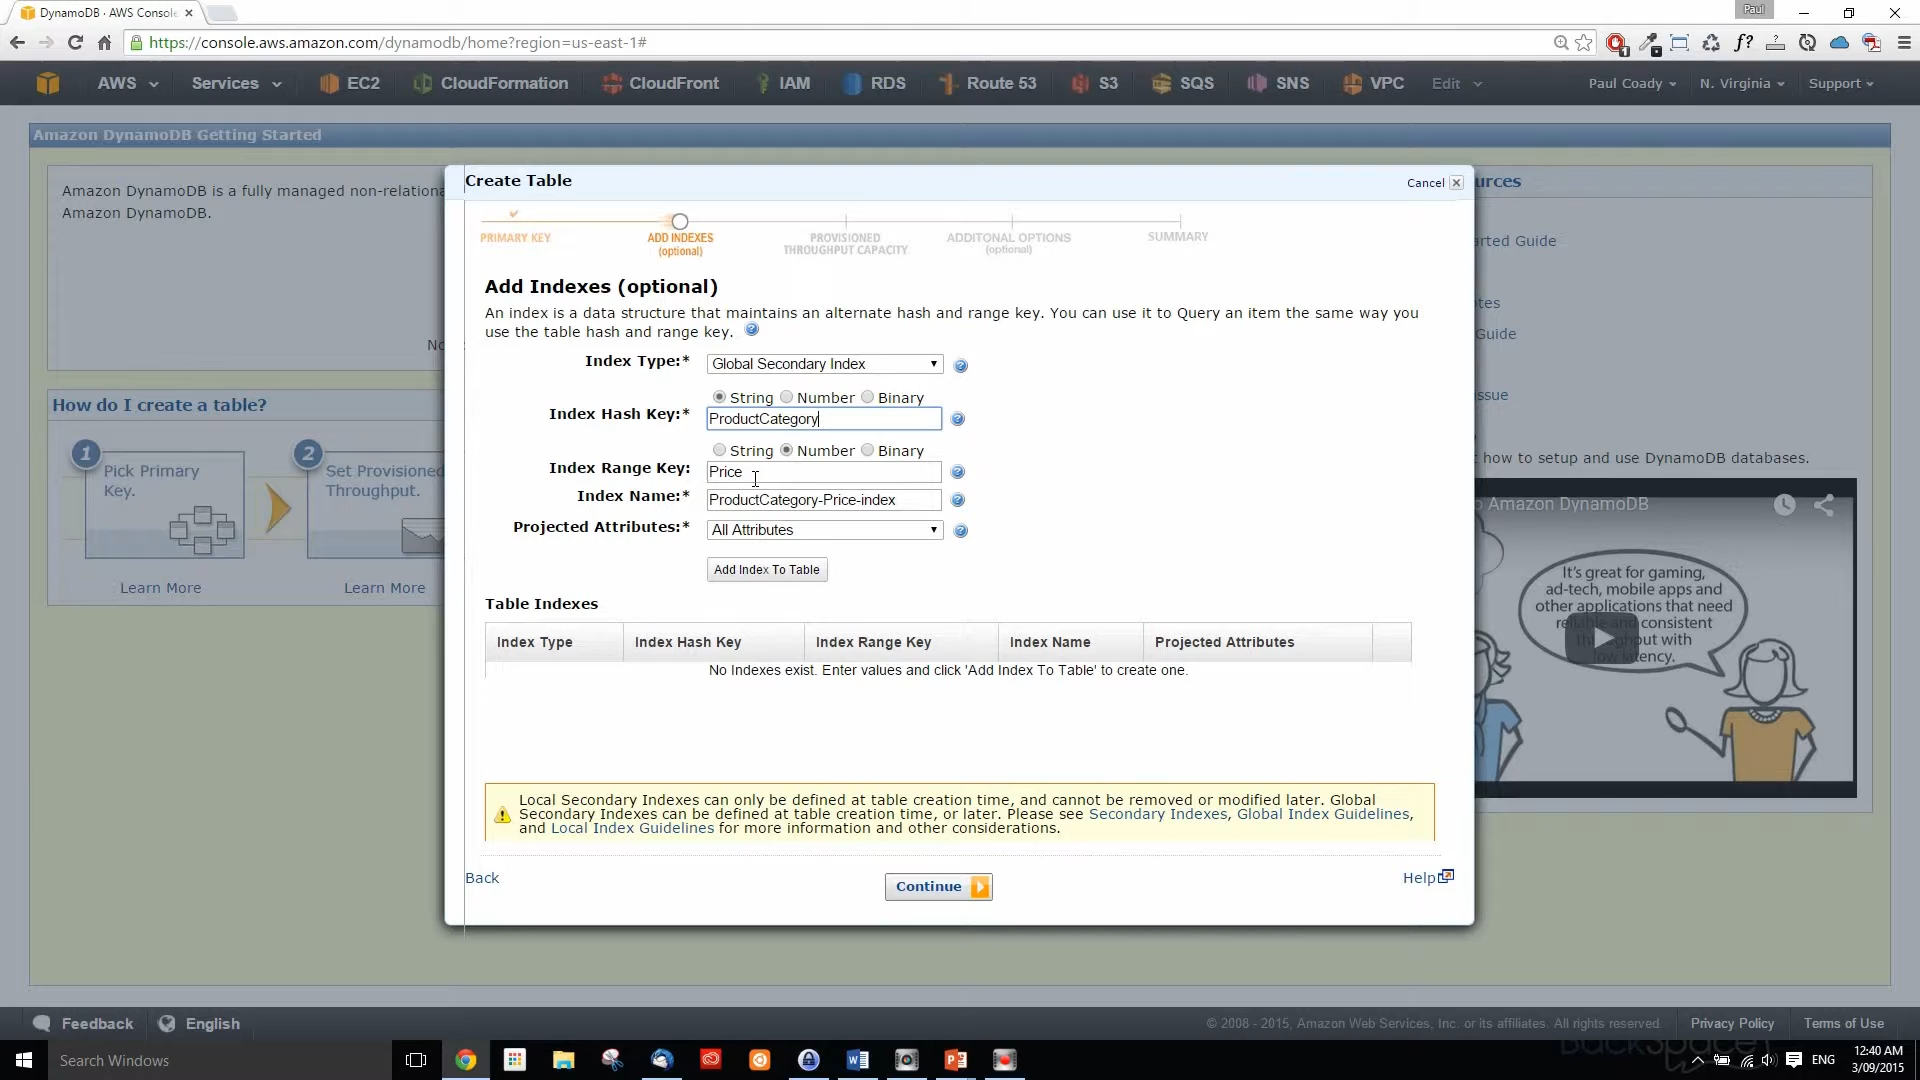 DynamoDB · AWS Console
Paul
https://console.aws.amazon.com/dynamodb/home?region=us-east-1#
AWS Services EC2 CloudFormation CloudFront IAM RDS Route 53 S3 SQS SNS VPC Edit Paul Coady N. Virginia Support
Amazon DynamoDB Getting Started
Amazon DynamoDB is a fully managed non-relationa
Amazon DynamoDB.
No
How do I create a table?
1
Pick Primary
Key.
Learn More
2
Set Provisioned
Throughput.
Learn More
Create Table
Cancel
PRIMARY KEY
ADD INDEXES
(optional)
PROVISIONED
THROUGHPUT CAPACITY
ADDITONAL OPTIONS
(optional)
SUMMARY
Add Indexes (optional)
An index is a data structure that maintains an alternate hash and range key. You can use it to Query an item the same way you
use the table hash and range key.
Index Type:* Global Secondary Index
String Number Binary
Index Hash Key:* ProductCategory
String Number Binary
Index Range Key: Price
Index Name:* ProductCategory-Price-index
Projected Attributes:* All Attributes
Add Index To Table
Table Indexes
Index Type Index Hash Key Index Range Key Index Name Projected Attributes
No Indexes exist. Enter values and click 'Add Index To Table' to create one.
Local Secondary Indexes can only be defined at table creation time, and cannot be removed or modified later. Global
Secondary Indexes can be defined at table creation time, or later. Please see Secondary Indexes, Global Index Guidelines,
and Local Index Guidelines for more information and other considerations.
Back
Continue
Help
urces
arted Guide
tes
Guide
ssue
how to setup and use DynamoDB databases.
Amazon DynamoDB
It's great for gaming,
ad-tech, mobile apps and
other applications that need
reliable and consistent
throughput with
low latency.
Feedback English
© 2008 - 2015, Amazon Web Services, Inc. or its affiliates. All rights reserved. Privacy Policy Terms of Use
Search Windows
ENG
12:40 AM
3/09/2015